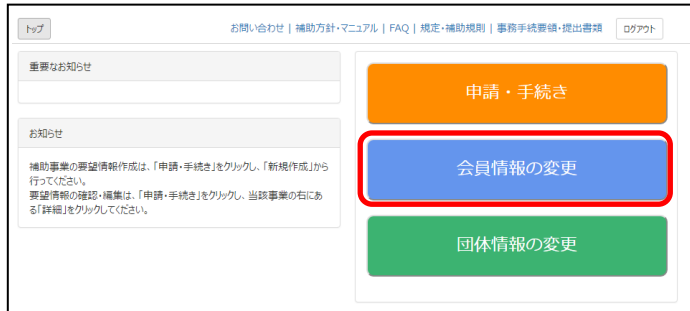 トップ
お問い合わせ | 補助方針・マニュアル | FAQ | 規定・補助規則 | 事務手続要領・提出書類
ログアウト
重要なお知らせ
お知らせ
補助事業の要望情報作成は、「申請・手続き」をクリックし、「新規作成」から
行ってください。
要望情報の確認・編集は、「申請・手続き」をクリックし、当該事業の右にあ
る「詳細」をクリックしてください。
申請・手続き
会員情報の変更
団体情報の変更